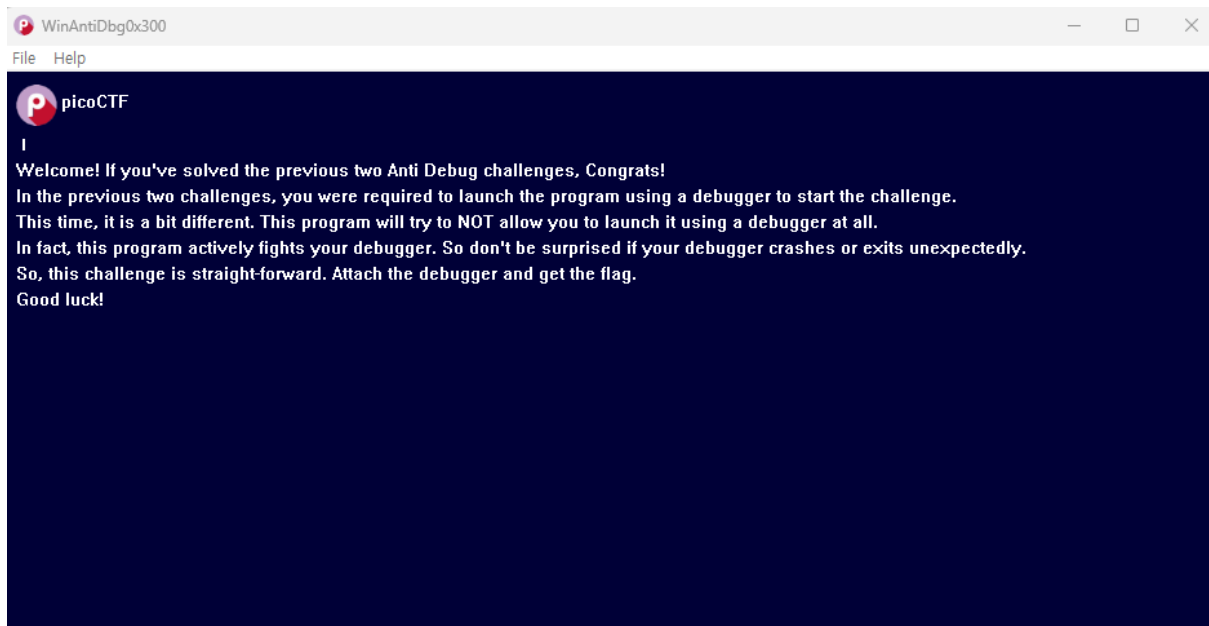 WinAntiDbg0x300
File Help
picoCTF
I
Welcome! If you've solved the previous two Anti Debug challenges, Congrats!
In the previous two challenges, you were required to launch the program using a debugger to start the challenge.
This time, it is a bit different. This program will try to NOT allow you to launch it using a debugger at all.
In fact, this program actively fights your debugger. So don't be surprised if your debugger crashes or exits unexpectedly.
So, this challenge is straight-forward. Attach the debugger and get the flag.
Good luck!